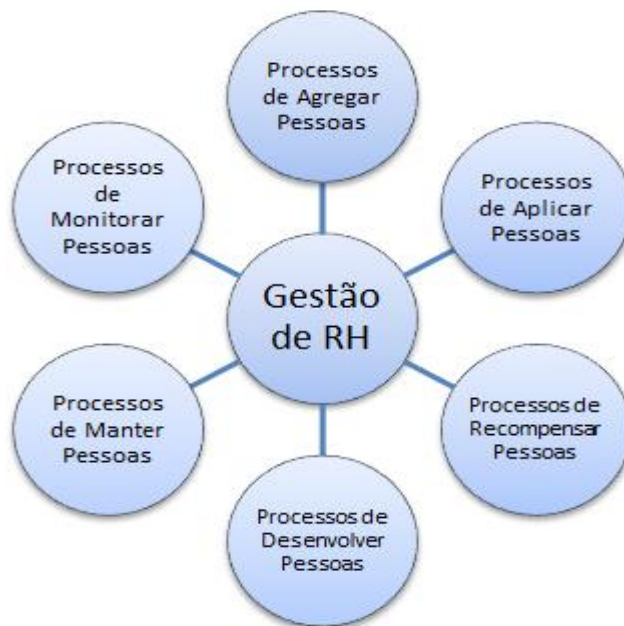 Processos
de Agregar
Pessoas
Processos
de Aplicar
Pessoas
Processos de
Recompensar
Pessoas
Processos de
Desenvolver
Pessoas
Processos
de Manter
Pessoas
Processos
de
Monitorar
Pessoas
Gestão
de RH